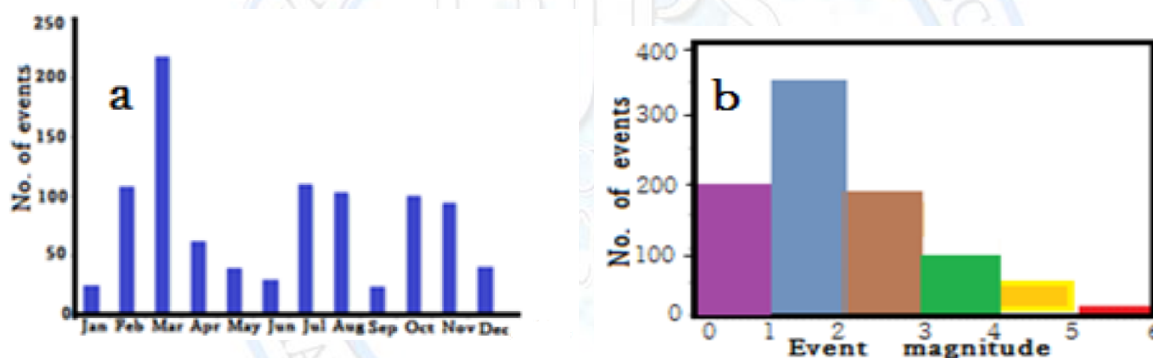 250
200
150
100
50
0
No. of events
a
Jan Feb Mar Apr May Jun Jul Aug Sep Oct Nov Dec
400
300
200
100
0
No. of events
b
0 1 2 3 4 5 6
Event magnitude